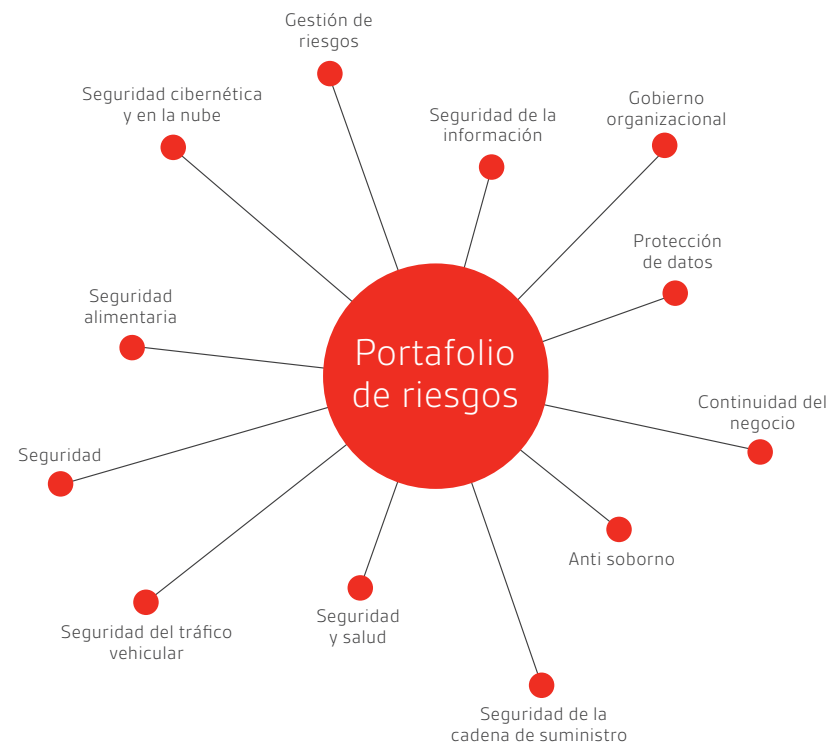 Gestión de
riesgos
Seguridad cibernética
y en la nube
Seguridad de la
información
Gobierno
organizacional
Protección
de datos
Seguridad
alimentaria
Portafolio
de riesgos
Continuidad del
negocio
Seguridad
Anti soborno
Seguridad
y salud
Seguridad del tráfico
vehicular
Seguridad de la
cadena de suministro